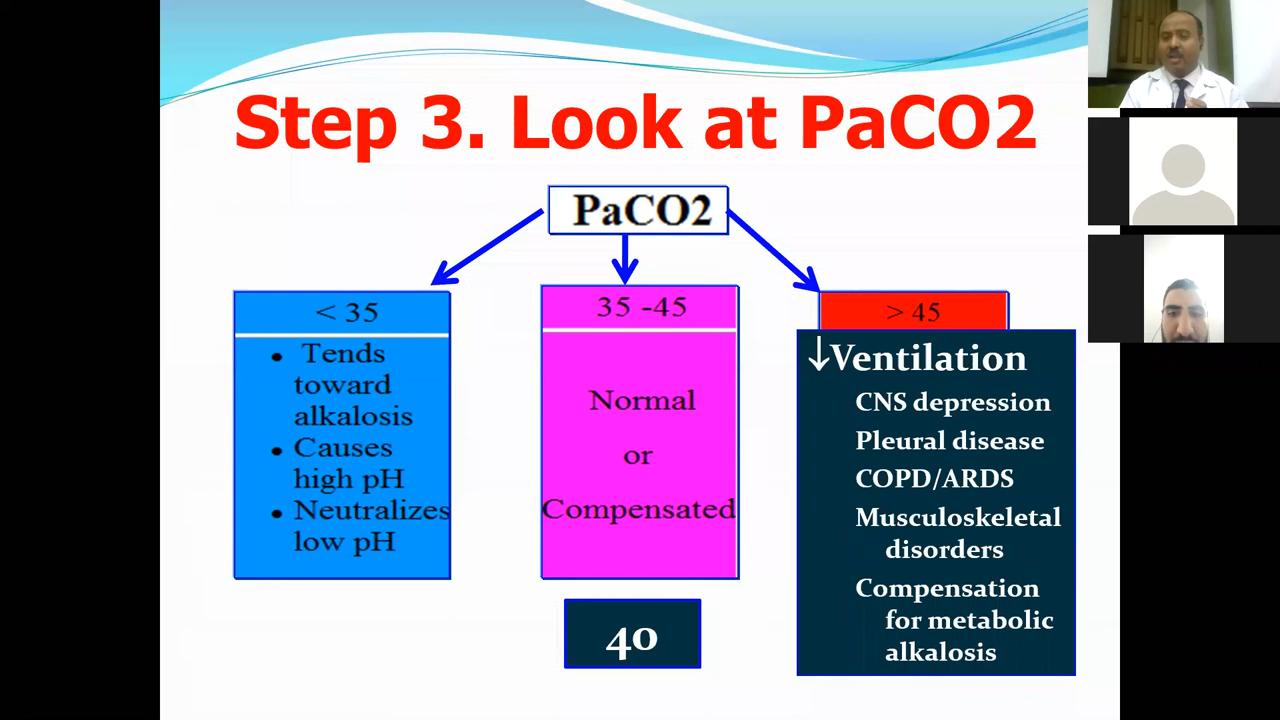 Step 3. Look at PaCO2
PaCO2
< 35
• Tends
toward
alkalosis
• Causes
high pH
• Neutralizes
low pH
35 -45
Normal
or
Compensated
40
> 45
↓Ventilation
CNS depression
Pleural disease
COPD/ARDS
Musculoskeletal
disorders
Compensation
for metabolic
alkalosis